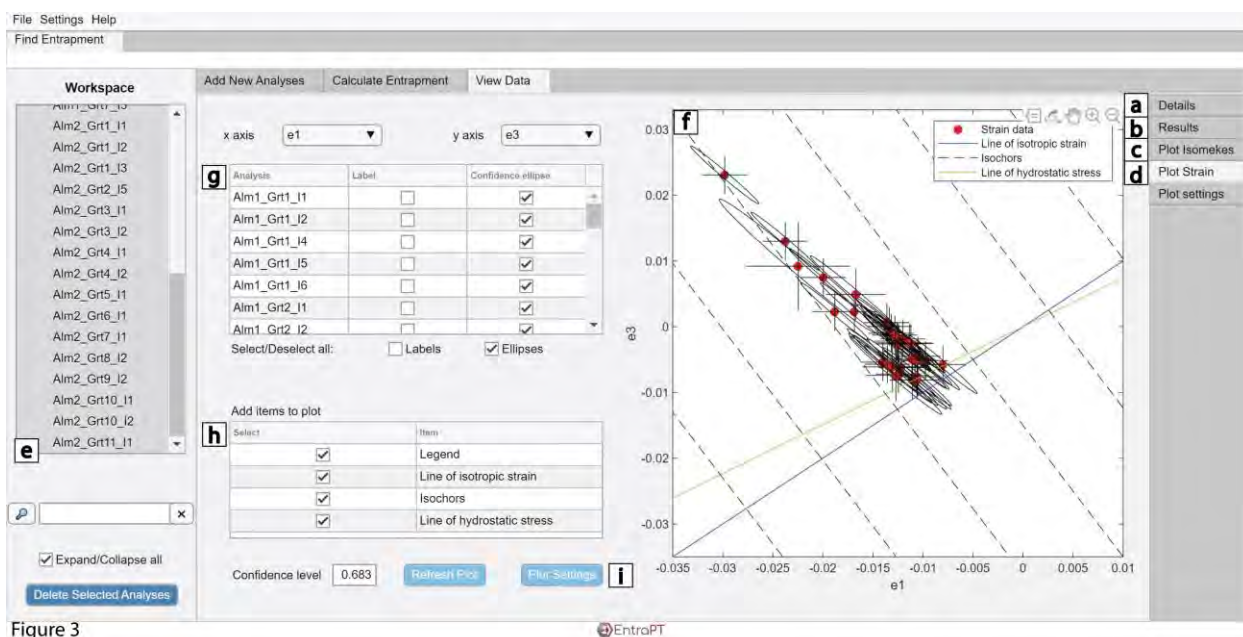 File Settings Help
Find Entrapment
Workspace
Alm1_Grt7_I3
Alm2_Grt1_I1
Alm2_Grt1_I2
Alm2_Grt1_I3
Alm2_Grt2_I5
Alm2_Grt3_I1
Alm2_Grt3_I2
Alm2_Grt4_I1
Alm2_Grt4_I2
Alm2_Grt5_I1
Alm2_Grt6_I1
Alm2_Grt7_I1
Alm2_Grt8_I2
Alm2_Grt9_I2
Alm2_Grt10_I1
Alm2_Grt10_I2
Alm2_Grt11_I1
e
Expand/Collapse all
Delete Selected Analyses
Add New Analyses Calculate Entrapment View Data
x axis e1 y axis e3
g
Analysis Label Confidence ellipse
Alm1_Grt1_I1
Alm1_Grt1_I2
Alm1_Grt1_I4
Alm1_Grt1_I5
Alm1_Grt1_I6
Alm1_Grt2_I1
Alm1_Grt2_I2
Select/Deselect all: Labels Ellipses
Add items to plot
h
Select Item
Legend
Line of isotropic strain
Isochors
Line of hydrostatic stress
Confidence level 0.683 Refresh Plot Plot Settings i
f
Strain data
Line of isotropic strain
Isochors
Line of hydrostatic stress
0.03
0.02
0.01
0
-0.01
-0.02
-0.03
e3
-0.035 -0.03 -0.025 -0.02 -0.015 -0.01 -0.005 0 0.005 0.01
e1
a Details
b Results
c Plot Isomekes
d Plot Strain
Plot settings
Figure 3
EntraPT